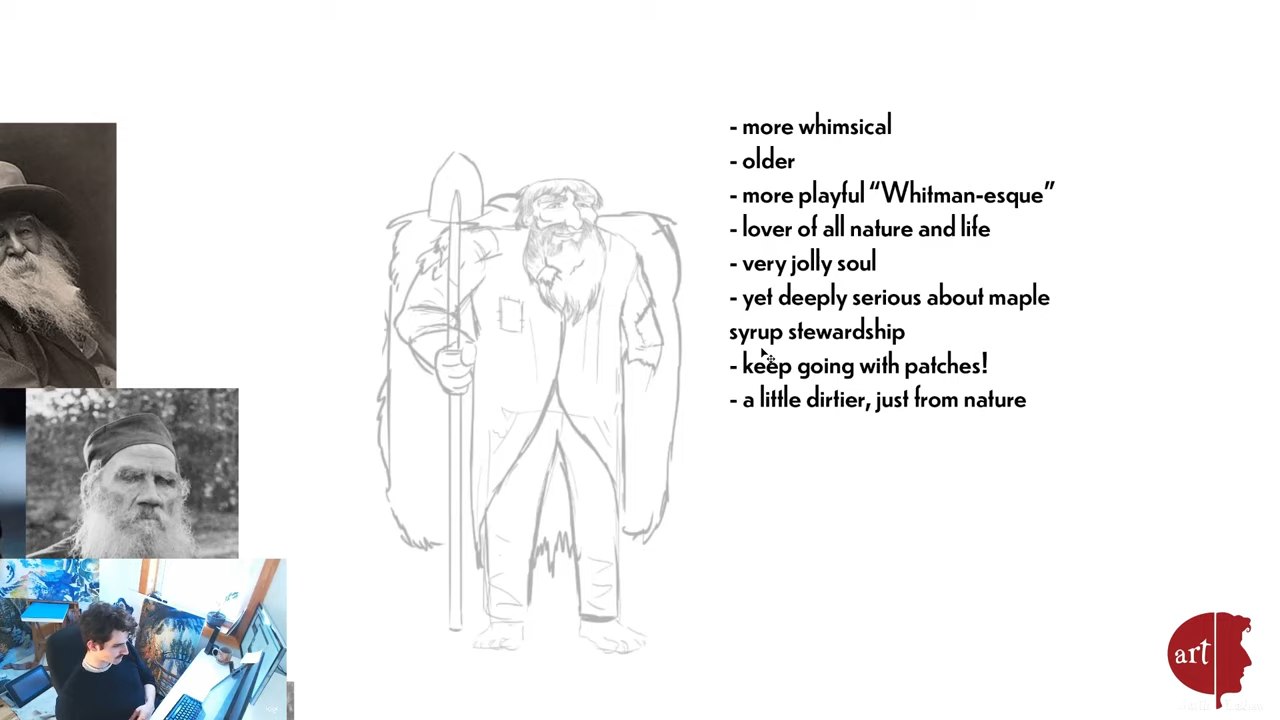 - more whimsical
- older
- more playful “Whitman-esque”
- lover of all nature and life
- very jolly soul
- yet deeply serious about maple
syrup stewardship
- keep going with patches!
- a little dirtier, just from nature
art